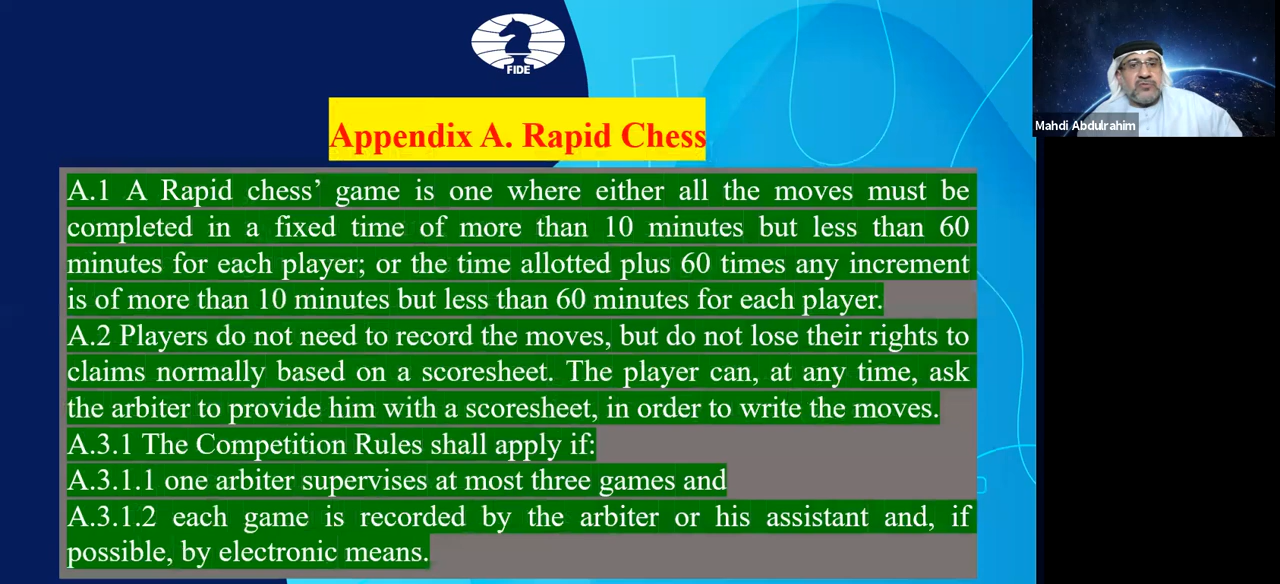 FIDE
Mahdi Abdulrahim
Appendix A. Rapid Chess
A.1 A Rapid chess’ game is one where either all the moves must be
completed in a fixed time of more than 10 minutes but less than 60
minutes for each player; or the time allotted plus 60 times any increment
is of more than 10 minutes but less than 60 minutes for each player.
A.2 Players do not need to record the moves, but do not lose their rights to
claims normally based on a scoresheet. The player can, at any time, ask
the arbiter to provide him with a scoresheet, in order to write the moves.
A.3.1 The Competition Rules shall apply if:
A.3.1.1 one arbiter supervises at most three games and
A.3.1.2 each game is recorded by the arbiter or his assistant and, if
possible, by electronic means.